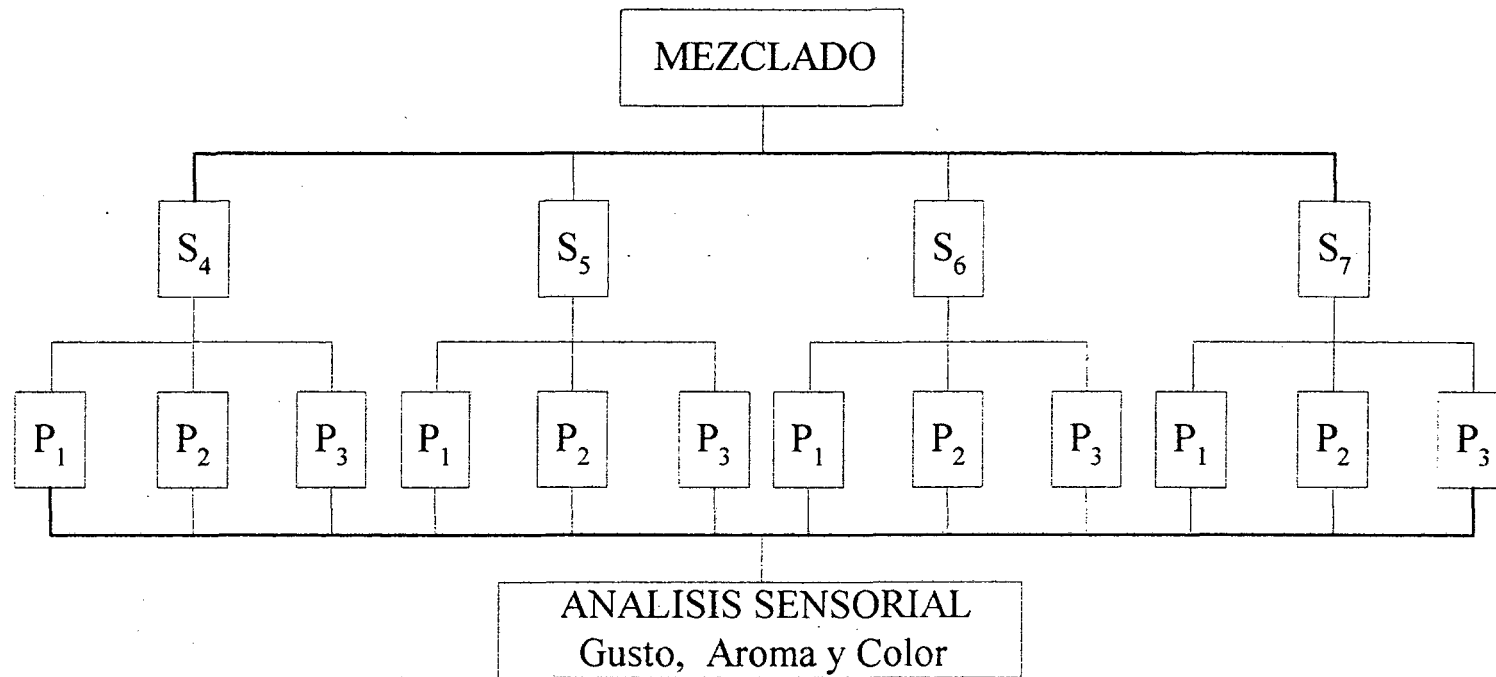 MEZCLADO
S₄ S₅ S₆ S₇
P₁ P₂ P₃ P₁ P₂ P₃ P₁ P₂ P₃ P₁ P₂ P₃
ANALISIS SENSORIAL
Gusto, Aroma y Color